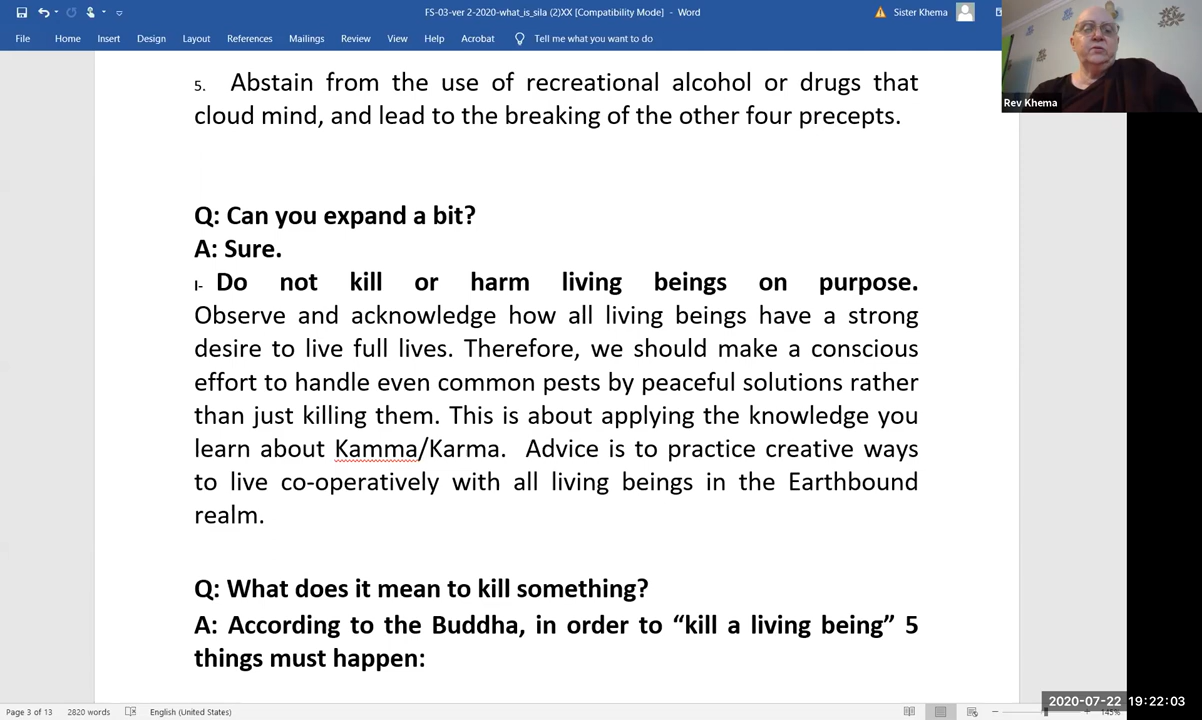 FS-03-ver 2-2020-what_is_sila (2)XX [Compatibility Mode] - Word
Sister Khema
File Home Insert Design Layout References Mailings Review View Help Acrobat Tell me what you want to do
Rev Khema
5. Abstain from the use of recreational alcohol or drugs that
cloud mind, and lead to the breaking of the other four precepts.
Q: Can you expand a bit?
A: Sure.
I- Do not kill or harm living beings on purpose.
Observe and acknowledge how all living beings have a strong
desire to live full lives. Therefore, we should make a conscious
effort to handle even common pests by peaceful solutions rather
than just killing them. This is about applying the knowledge you
learn about Kamma/Karma. Advice is to practice creative ways
to live co-operatively with all living beings in the Earthbound
realm.
Q: What does it mean to kill something?
A: According to the Buddha, in order to “kill a living being” 5
things must happen:
2020-07-22 19:22:03
Page 3 of 13 2820 words English (United States) 145%